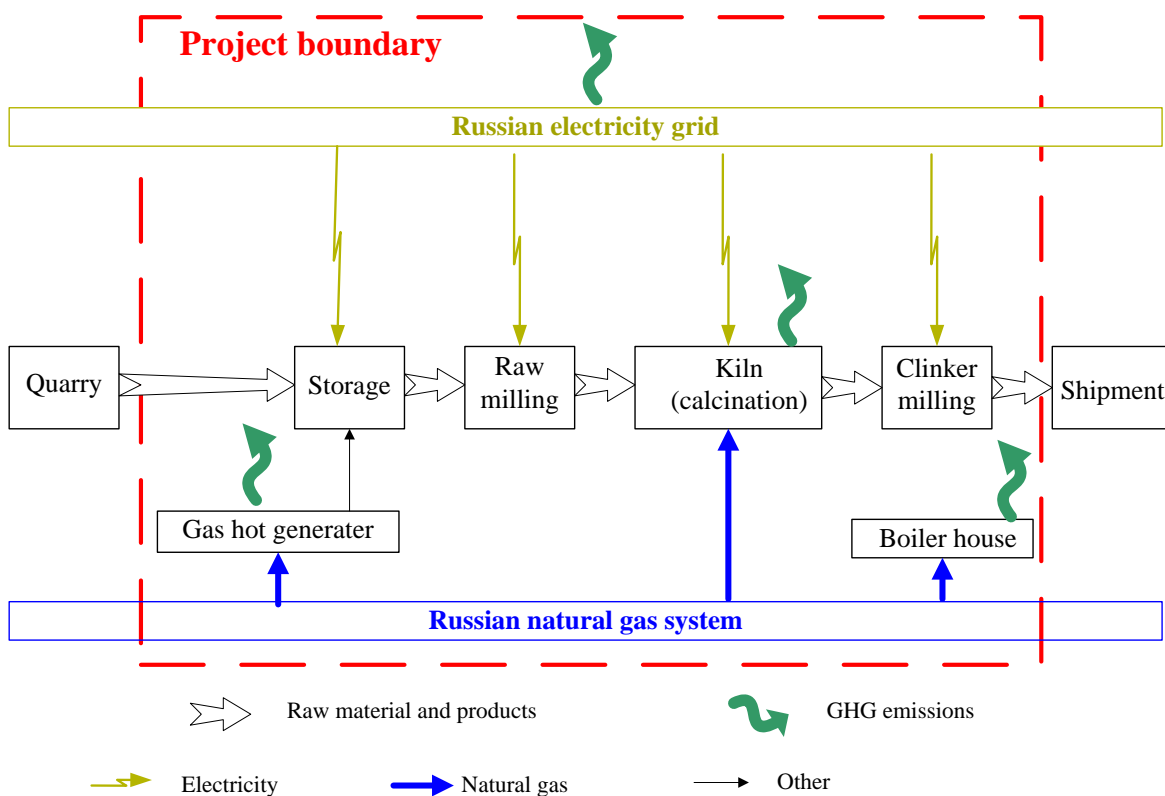 Project boundary
Russian electricity grid
Quarry
Storage
Raw
milling
Kiln
(calcination)
Clinker
milling
Shipment
Gas hot generater
Boiler house
Russian natural gas system
Raw material and products
GHG emissions
Electricity
Natural gas
Other